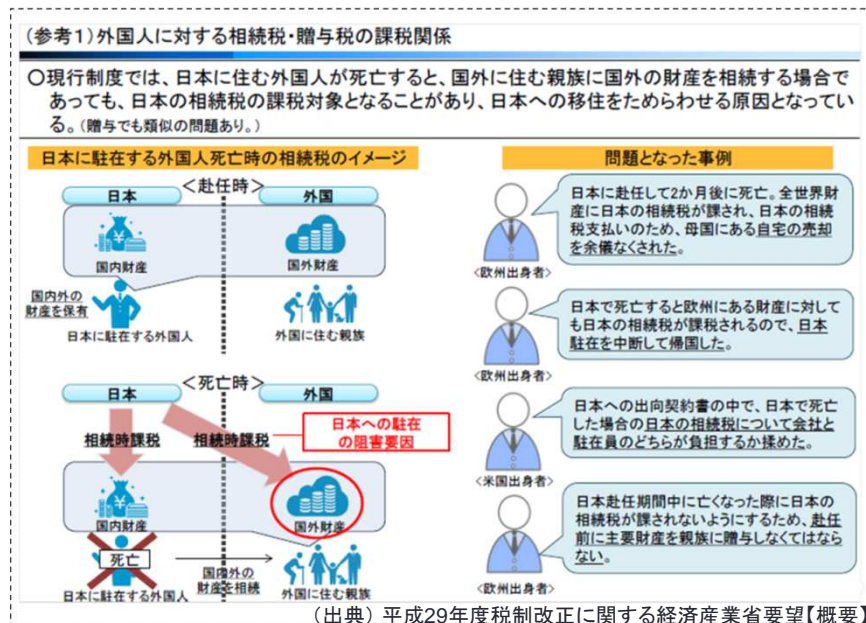 (参考1)外国人に対する相続税・贈与税の課税関係
○現行制度では、日本に住む外国人が死亡すると、国外に住む親族に国外の財産を相続する場合で
あっても、日本の相続税の課税対象となることがあり、日本への移住をためらわせる原因となってい
る。(贈与でも類似の問題あり。)
日本に駐在する外国人死亡時の相続税のイメージ
<赴任時>
日本
外国
国内財産
国外財産
国内外の
財産を保有
日本に駐在する外国人
外国に住む親族
<死亡時>
日本
外国
相続時課税
相続時課税
日本への駐在
の阻害要因
国内財産
国外財産
死亡
国内外の
財産を相続
日本に駐在する外国人
外国に住む親族
問題となった事例
日本に赴任して2か月後に死亡。全世界財
産に日本の相続税が課され、日本の相続
税支払いのため、母国にある自宅の売却
を余儀なくされた。
<欧州出身者>
日本で死亡すると欧州にある財産に対して
も日本の相続税が課税されるので、日本
駐在を中断して帰国した。
<欧州出身者>
日本への出向契約書の中で、日本で死亡
した場合の日本の相続税について会社と
駐在員のどちらが負担するか揉めた。
<米国出身者>
日本赴任期間中に亡くなった際に日本の
相続税が課されないようにするため、赴任
前に主要財産を親族に贈与しなくてはなら
ない。
<欧州出身者>
(出典) 平成29年度税制改正に関する経済産業省要望【概要】